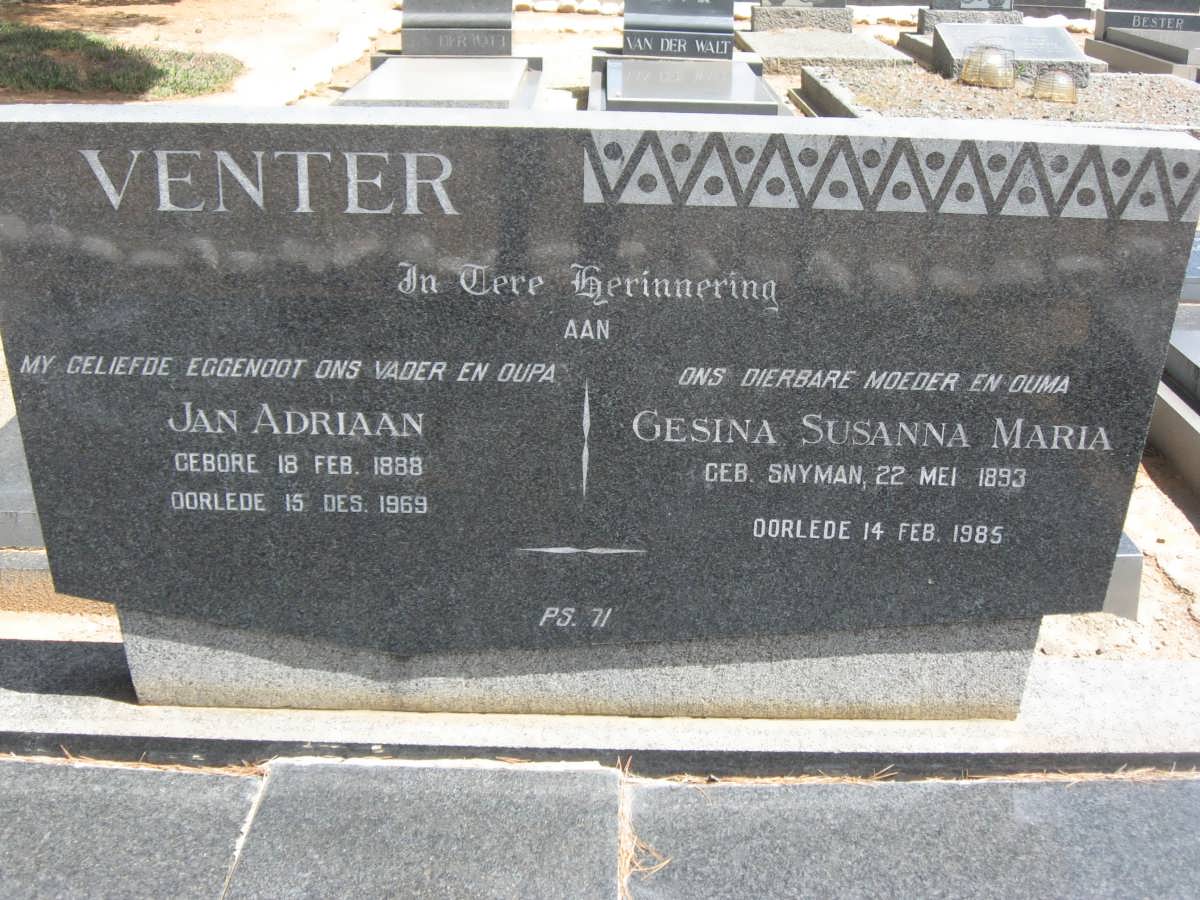 BESTER
VAN DER WALT
VENTER
In Tere Herinnering
AAN
MY GELIEFDE EGGENOOT ONS VADER EN OUPA
JAN ADRIAAN
GEBORE 18 FEB. 1888
OORLEDE 15 DES. 1969
ONS DIERBARE MOEDER EN OUMA
GESINA SUSANNA MARIA
GEB. SNYMAN, 22 MEI 1893
OORLEDE 14 FEB. 1985
PS. 71